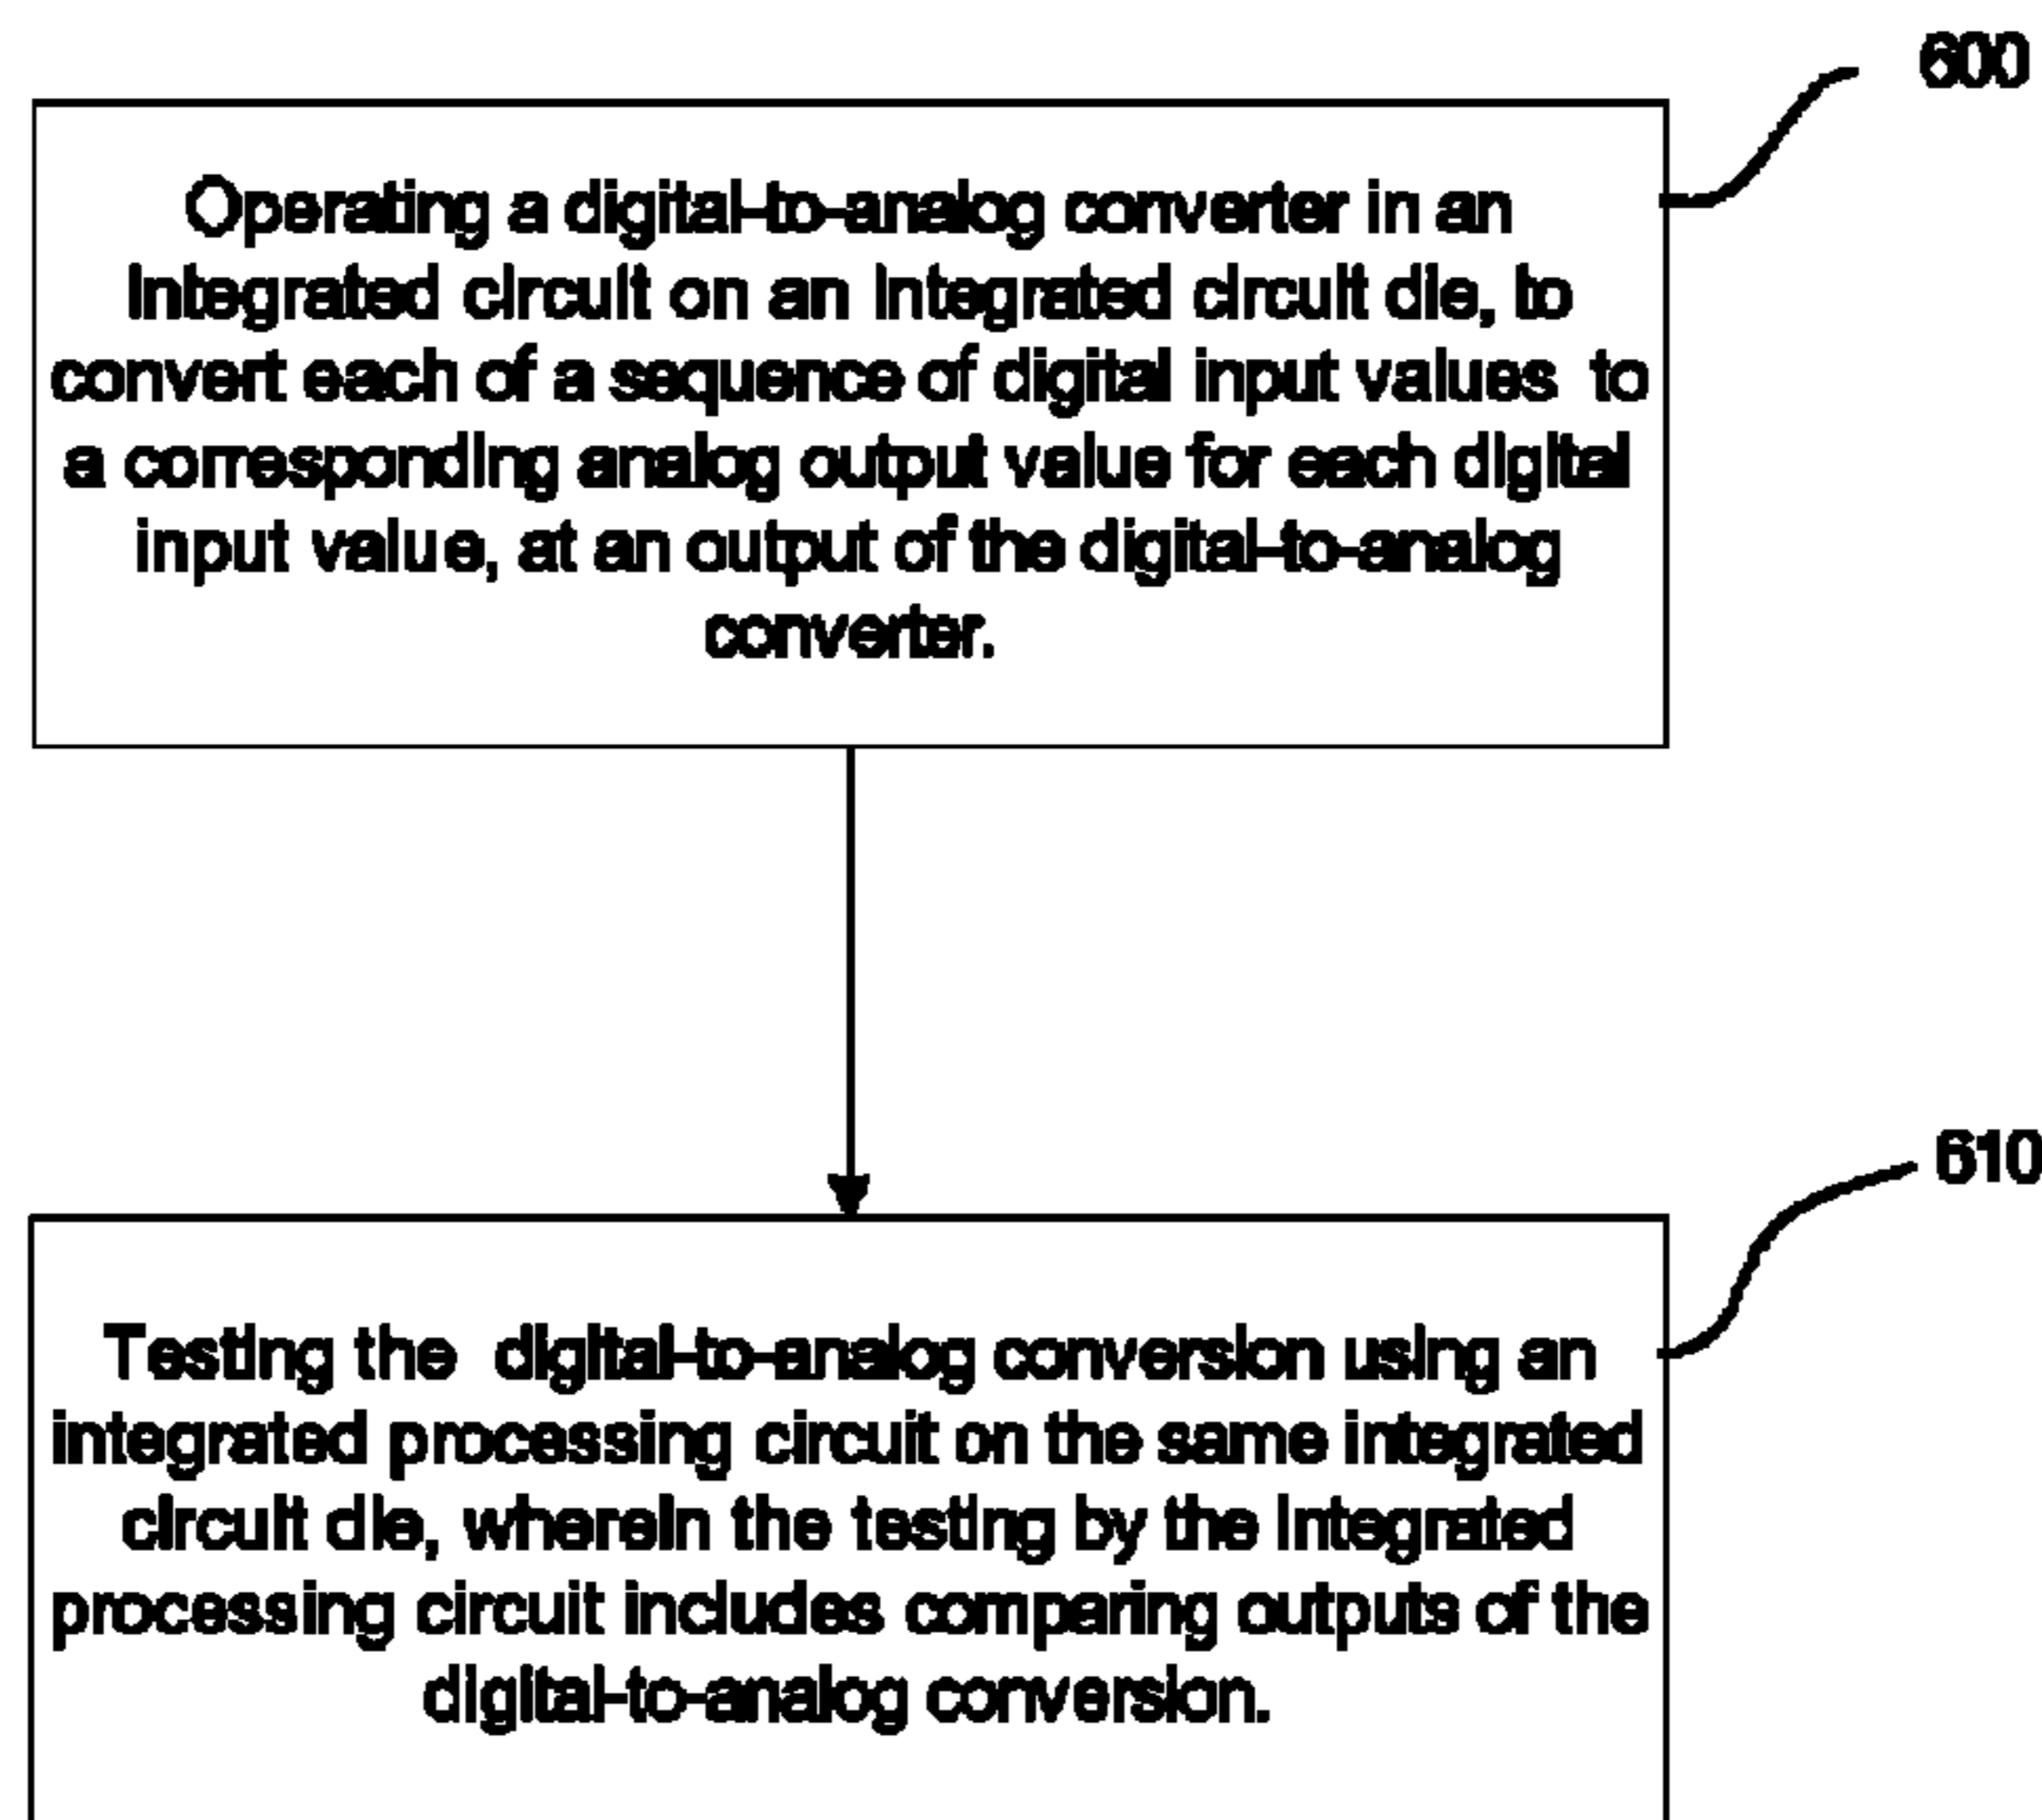 600
Operating a digital-to-analog converter in an
integrated circuit on an integrated circuit die, to
convert each of a sequence of digital input values to
a corresponding analog output value for each digital
input value, at an output of the digital-to-analog
converter.
610
Testing the digital-to-analog conversion using an
integrated processing circuit on the same integrated
circuit die, wherein the testing by the integrated
processing circuit includes comparing outputs of the
digital-to-analog conversion.